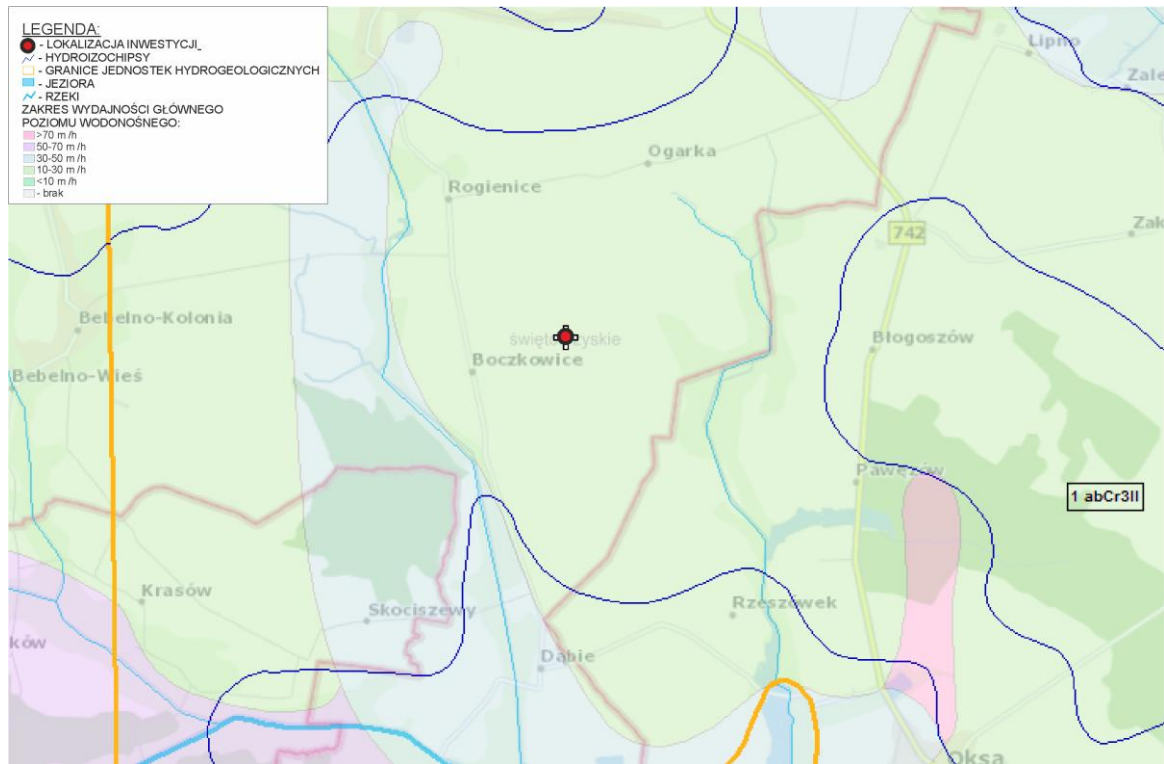 LEGENDA:
- LOKALIZACJA INWESTYCJI_
- HYDROIZOCHIPSY
- GRANICE JEDNOSTEK HYDROGEOLOGICZNYCH
- JEZIORA
- RZEKI
ZAKRES WYDAJNOŚCI GŁÓWNEGO
POZIOMU WODONOŚNEGO:
>70 m /h
50-70 m /h
30-50 m /h
10-30 m /h
<10 m /h
- brak
Lipno
Zale
Ogarka
Rogienice
742
Zak
Bebelno-Kolonia
Błogoszów
Boczkowice
Bebelno-Wieś
Pawęzów
1 abCr3II
Krasów
Skociszewy
Rzeszówek
ków
Dąbie
Oksa